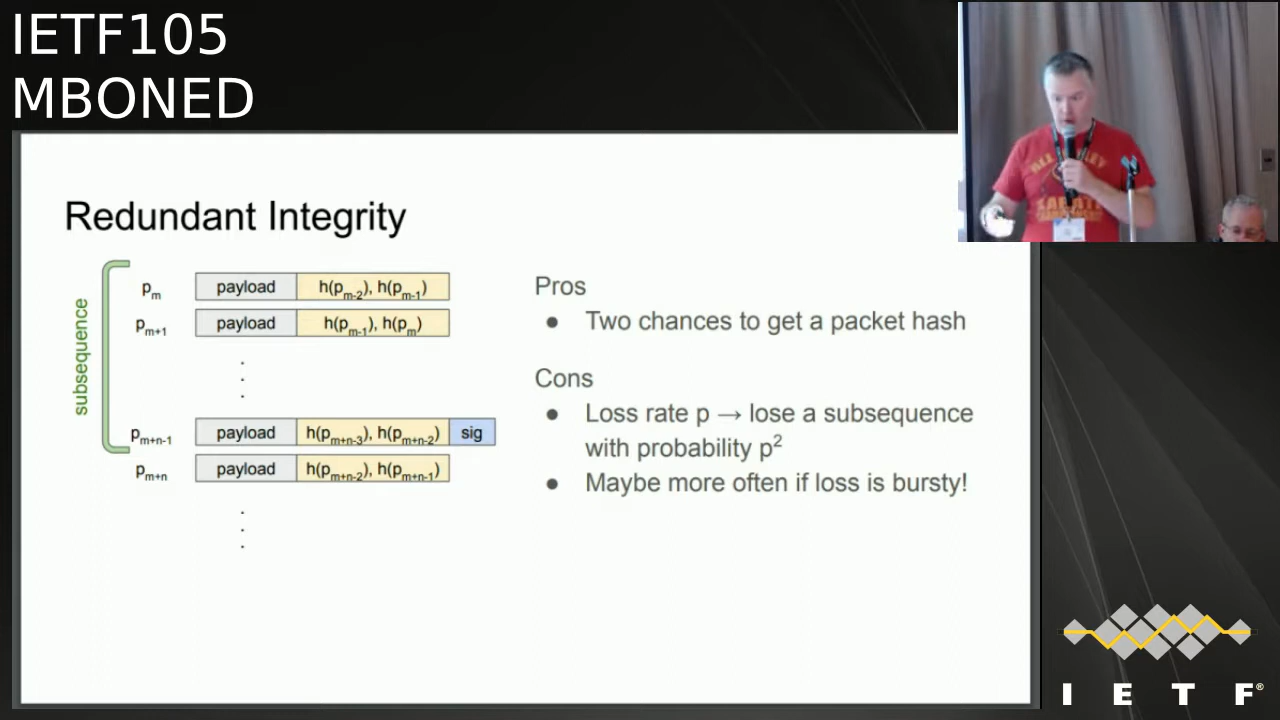 IETF105
MBONED
Redundant Integrity
subsequence
pm payload h(pm-2), h(pm-1)
pm+1 payload h(pm-1), h(pm)
pm+n-1 payload h(pm+n-3), h(pm+n-2) sig
pm+n payload h(pm+n-2), h(pm+n-1)
Pros
● Two chances to get a packet hash
Cons
● Loss rate p → lose a subsequence
with probability p²
● Maybe more often if loss is bursty!
I E T F®